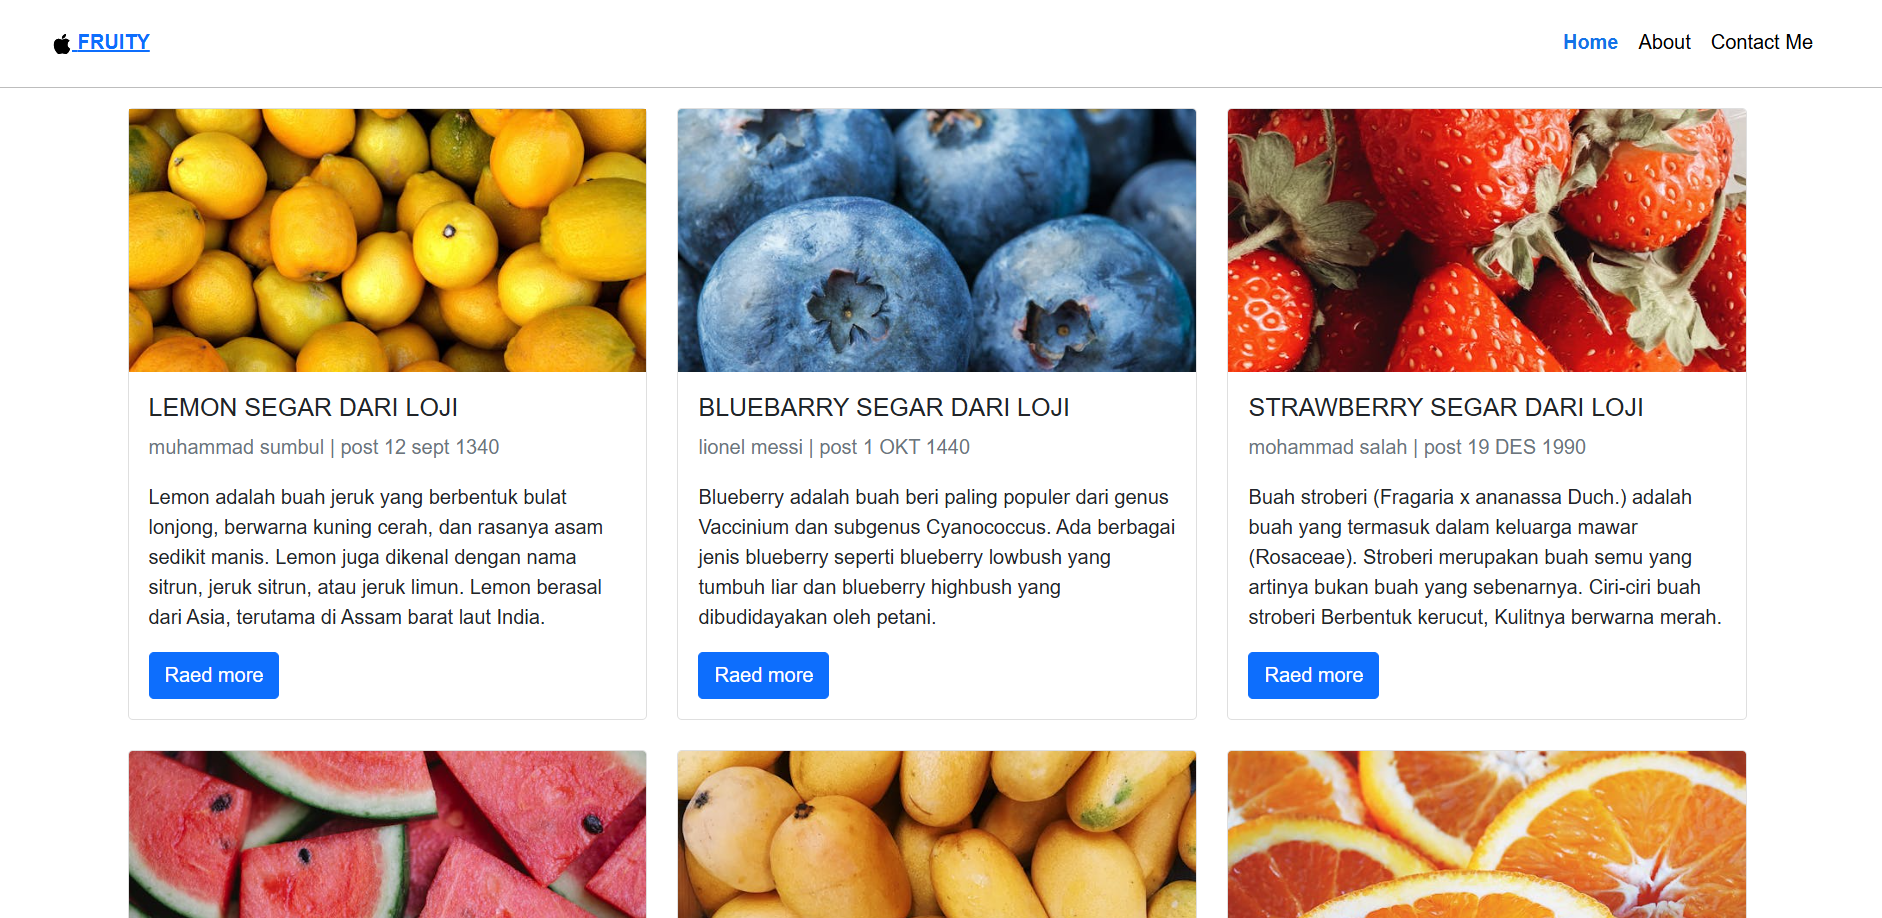 FRUITY
Home About Contact Me
LEMON SEGAR DARI LOJI
muhammad sumbul | post 12 sept 1340
Lemon adalah buah jeruk yang berbentuk bulat
lonjong, berwarna kuning cerah, dan rasanya asam
sedikit manis. Lemon juga dikenal dengan nama
sitrun, jeruk sitrun, atau jeruk limun. Lemon berasal
dari Asia, terutama di Assam barat laut India.
Raed more
BLUEBARRY SEGAR DARI LOJI
lionel messi | post 1 OKT 1440
Blueberry adalah buah beri paling populer dari genus
Vaccinium dan subgenus Cyanococcus. Ada berbagai
jenis blueberry seperti blueberry lowbush yang
tumbuh liar dan blueberry highbush yang
dibudidayakan oleh petani.
Raed more
STRAWBERRY SEGAR DARI LOJI
mohammad salah | post 19 DES 1990
Buah stroberi (Fragaria x ananassa Duch.) adalah
buah yang termasuk dalam keluarga mawar
(Rosaceae). Stroberi merupakan buah semu yang
artinya bukan buah yang sebenarnya. Ciri-ciri buah
stroberi Berbentuk kerucut, Kulitnya berwarna merah.
Raed more